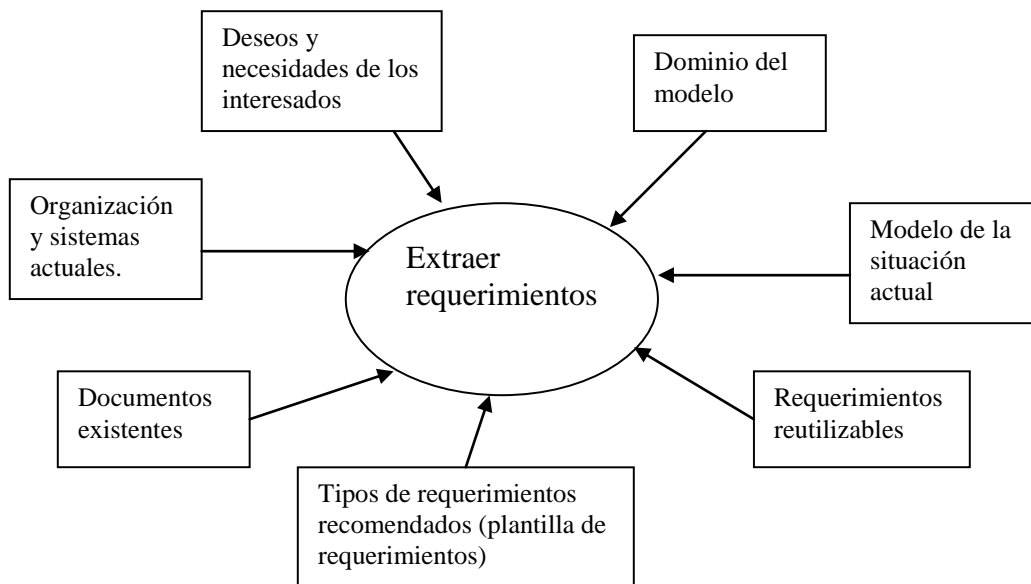 Deseos y
necesidades de los
interesados
Dominio del
modelo
Organización
y sistemas
actuales.
Extraer
requerimientos
Modelo de la
situación
actual
Documentos
existentes
Requerimientos
reutilizables
Tipos de requerimientos
recomendados (plantilla de
requerimientos)